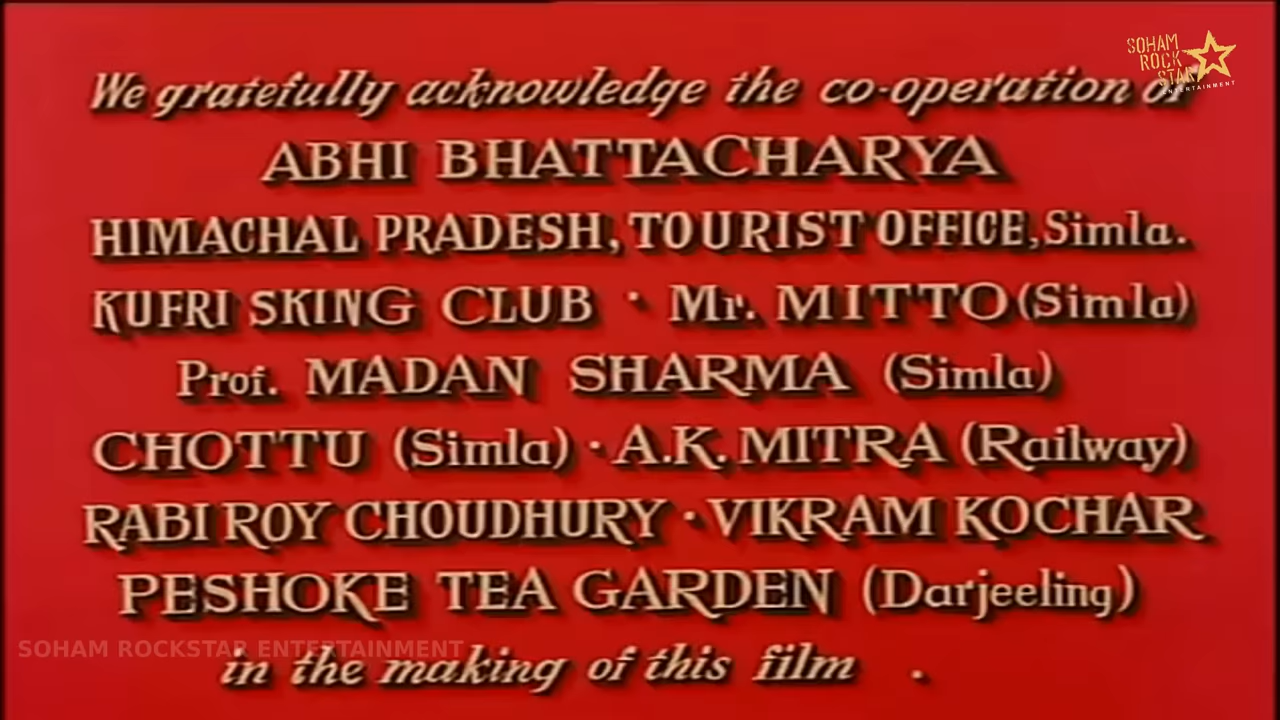 We gratefully acknowledge the co-operation of
ABHI BHATTACHARYA
HIMACHAL PRADESH, TOURIST OFFICE, Simla.
KUFRI SKING CLUB · Mr. MITTO (Simla)
Prof. MADAN SHARMA (Simla)
CHOTTU (Simla) · A.K. MITRA (Railway)
RABI ROY CHOUDHURY · VIKRAM KOCHAR
PESHOKE TEA GARDEN (Darjeeling)
in the making of this film .
SOHAM
ROCK
STAR
ENTERTAINMENT
SOHAM ROCKSTAR ENTERTAINMENT